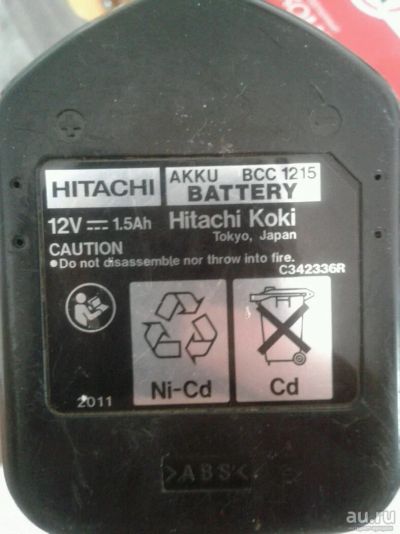 HITACHI
AKKU BCC 1215
BATTERY
12V 1.5Ah
Hitachi Koki
Tokyo, Japan
CAUTION
•Do not disassemble nor throw into fire.
C342336R
Ni-Cd
Cd
2011
>ABS<
au.ru